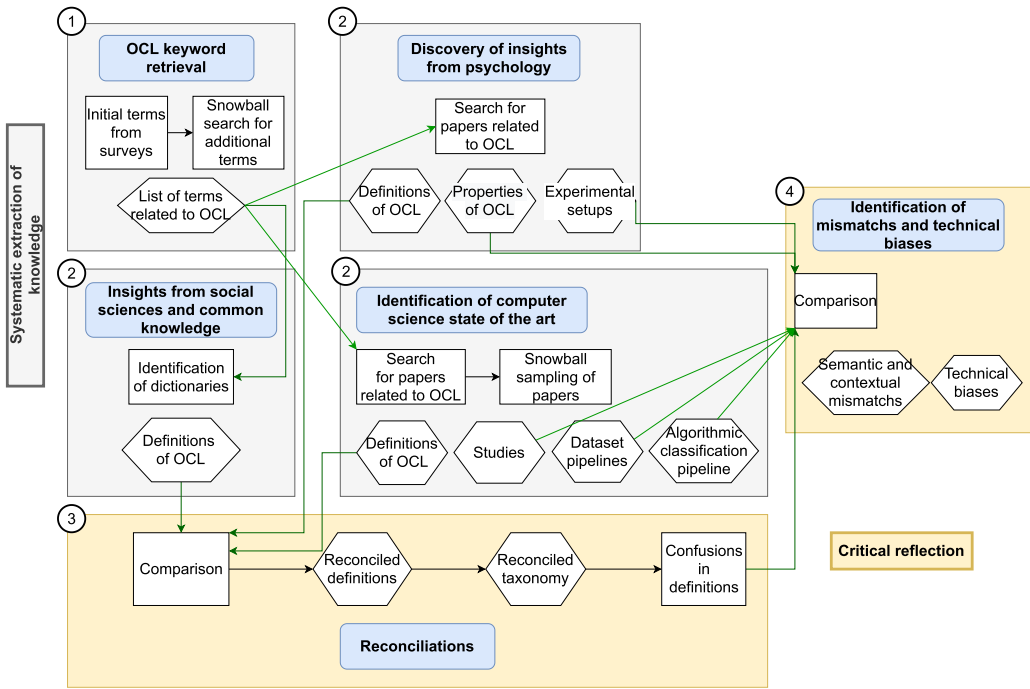 Systematic extraction of
knowledge
1
OCL keyword
retrieval
Initial terms
from
surveys
Snowball
search for
additional
terms
List of terms
related to OCL
2
Discovery of insights
from psychology
Search for
papers related
to OCL
Definitions
of OCL
Properties
of OCL
Experimental
setups
2
Insights from social
sciences and common
knowledge
Identification
of dictionaries
Definitions
of OCL
2
Identification of computer
science state of the art
Search
for papers
related to OCL
Snowball
sampling of
papers
Definitions
of OCL
Studies
Dataset
pipelines
Algorithmic
classification
pipeline
3
Comparison
Reconciled
definitions
Reconciled
taxonomy
Confusions
in
definitions
Reconciliations
4
Identification of
mismatchs and technical
biases
Comparison
Semantic and
contextual
mismatchs
Technical
biases
Critical reflection